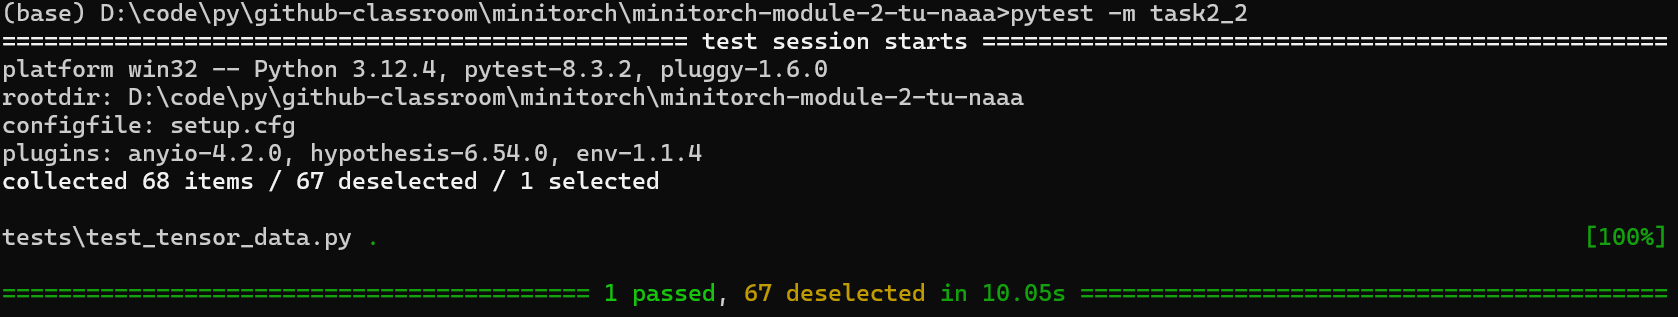 (base) D:\code\py\github-classroom\minitorch\minitorch-module-2-tu-naaa>pytest -m task2_2
================================================= test session starts =================================================
platform win32 -- Python 3.12.4, pytest-8.3.2, pluggy-1.6.0
rootdir: D:\code\py\github-classroom\minitorch\minitorch-module-2-tu-naaa
configfile: setup.cfg
plugins: anyio-4.2.0, hypothesis-6.54.0, env-1.1.4
collected 68 items / 67 deselected / 1 selected
tests\test_tensor_data.py . [100%]
========================================== 1 passed, 67 deselected in 10.05s ==========================================